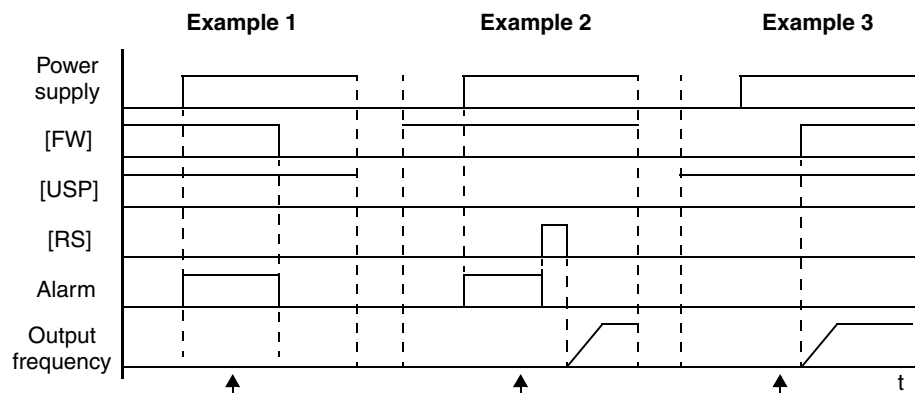 Example 1
Example 2
Example 3
Power
supply
[FW]
[USP]
[RS]
Alarm
Output
frequency
t